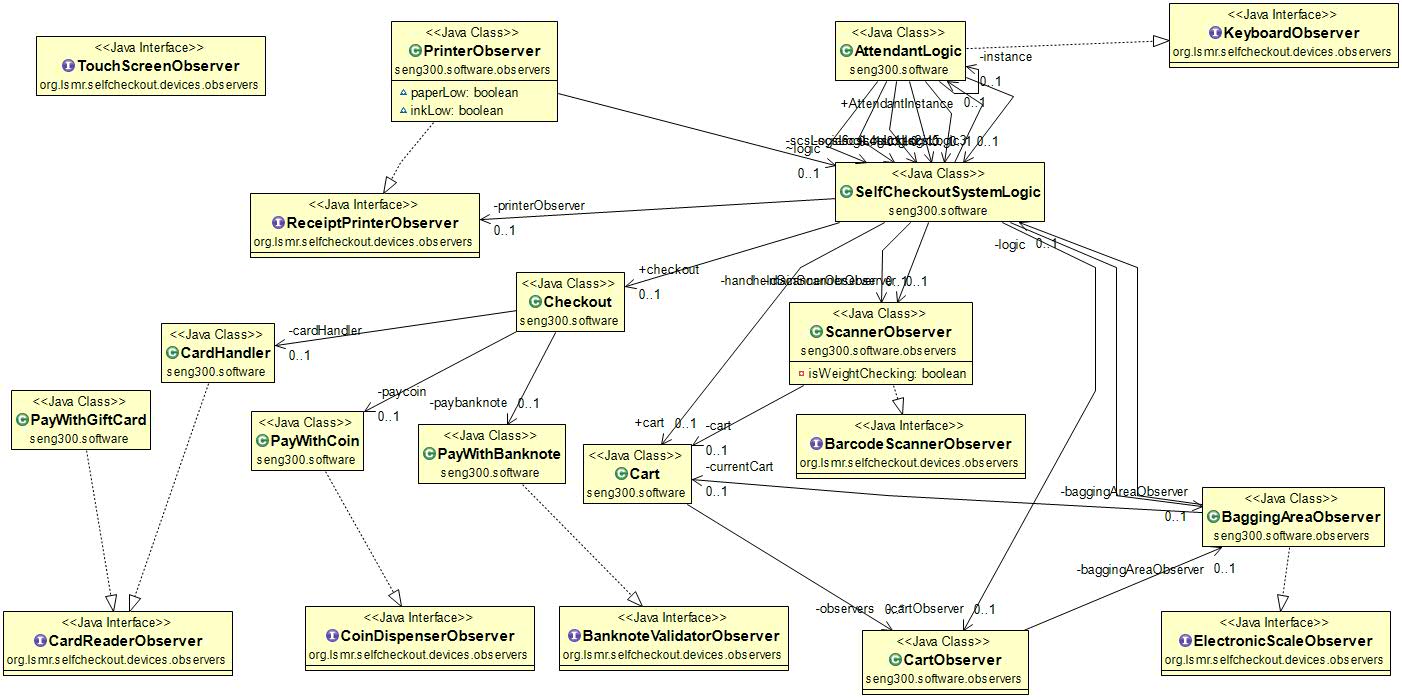 <<Java Interface>>
TouchScreenObserver
org.lsmr.selfcheckout.devices.observers
<<Java Class>>
PrinterObserver
seng300.software.observers
paperLow: boolean
inkLow: boolean
<<Java Class>>
AttendantLogic
seng300.software
<<Java Interface>>
KeyboardObserver
org.lsmr.selfcheckout.devices.observers
-instance
0..1
0..1
+AttendantInstance
~logic
0..1
0..1
0..1
<<Java Class>>
SelfCheckoutSystemLogic
seng300.software
<<Java Interface>>
ReceiptPrinterObserver
org.lsmr.selfcheckout.devices.observers
-printerObserver
0..1
-logic
0..1
+checkout
0..1
<<Java Class>>
Checkout
seng300.software
0..1
<<Java Class>>
ScannerObserver
seng300.software.observers
isWeightChecking: boolean
-cardHandler
0..1
<<Java Class>>
CardHandler
seng300.software
<<Java Class>>
PayWithGiftCard
seng300.software
-paycoin
0..1
-paybanknote
0..1
<<Java Class>>
PayWithCoin
seng300.software
<<Java Class>>
PayWithBanknote
seng300.software
+cart
0..1
-cart
0..1
<<Java Class>>
Cart
seng300.software
-currentCart
0..1
<<Java Interface>>
BarcodeScannerObserver
org.lsmr.selfcheckout.devices.observers
-baggingAreaObserver
0..1
<<Java Class>>
BaggingAreaObserver
seng300.software.observers
-baggingAreaObserver
0..1
-observers
cartObserver
0..1
<<Java Interface>>
CardReaderObserver
org.lsmr.selfcheckout.devices.observers
<<Java Interface>>
CoinDispenserObserver
org.lsmr.selfcheckout.devices.observers
<<Java Interface>>
BanknoteValidatorObserver
org.lsmr.selfcheckout.devices.observers
<<Java Class>>
CartObserver
seng300.software.observers
<<Java Interface>>
ElectronicScaleObserver
org.lsmr.selfcheckout.devices.observers